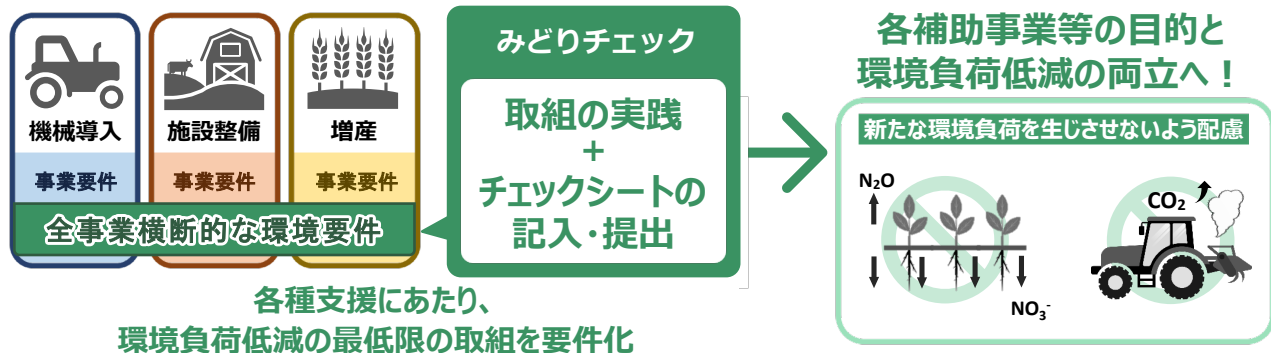 機械導入
事業要件
施設整備
事業要件
増産
事業要件
全事業横断的な環境要件
各種支援にあたり、
環境負荷低減の最低限の取組を要件化
みどりチェック
取組の実践
+
チェックシートの
記入・提出
各補助事業等の目的と
環境負荷低減の両立へ！
新たな環境負荷を生じさせないよう配慮
N₂O
NO₃⁻
CO₂